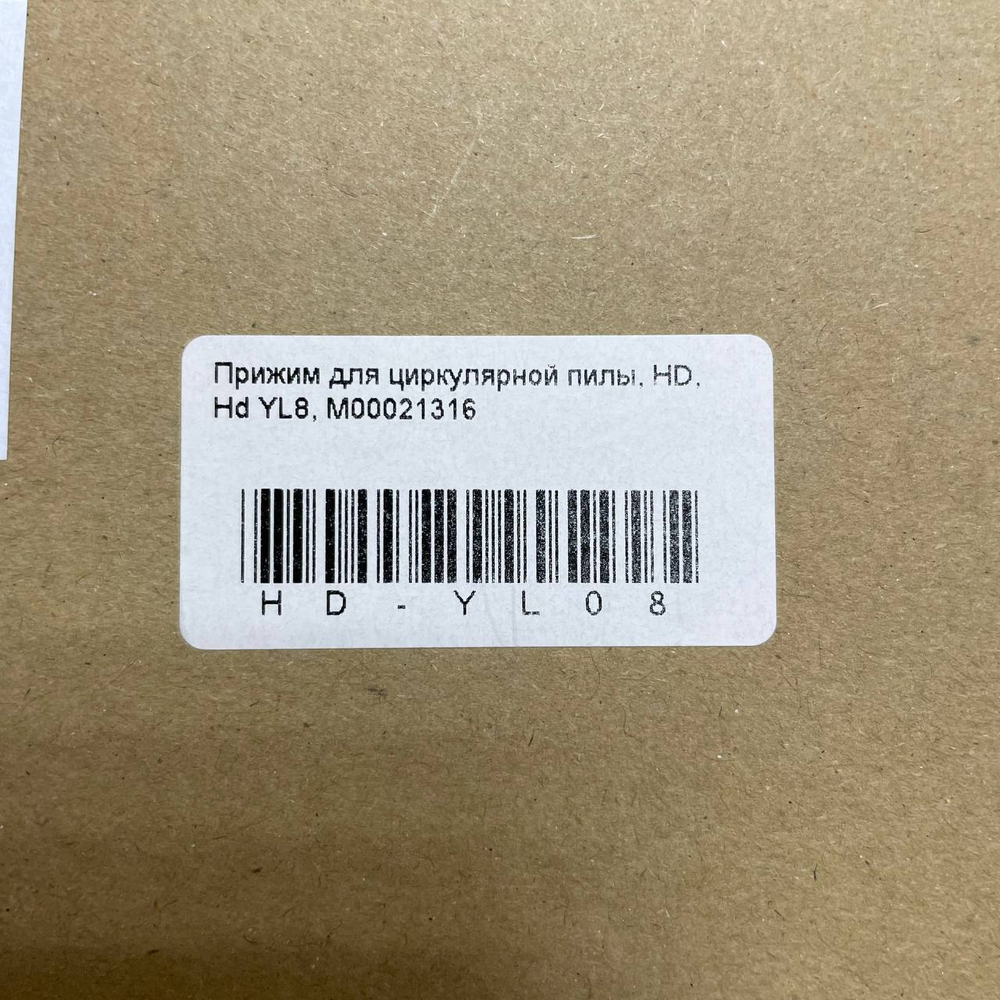 Прижим для циркулярной пилы, HD,
Hd YL8, M00021316
HD-YL08